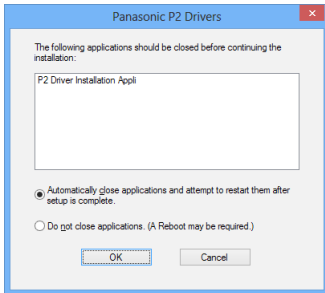 Panasonic P2 Drivers
The following applications should be closed before continuing the
installation:
P2 Driver Installation Appli
Automatically close applications and attempt to restart them after
setup is complete.
Do not close applications. (A Reboot may be required.)
OK
Cancel